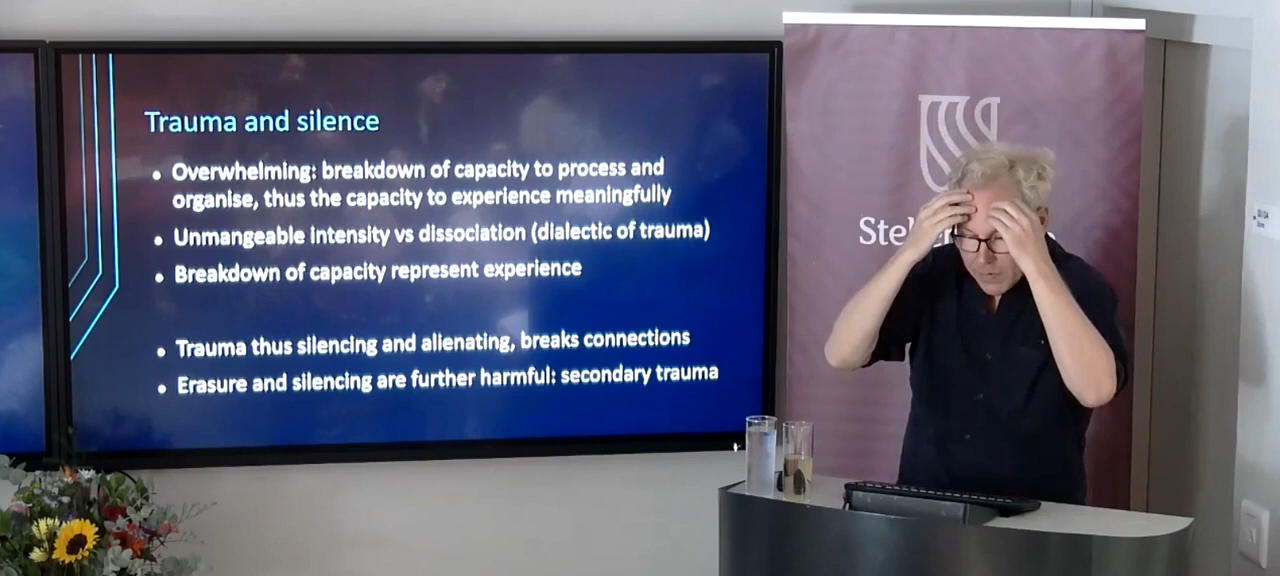 Trauma and silence
• Overwhelming: breakdown of capacity to process and
organise, thus the capacity to experience meaningfully
• Unmangeable intensity vs dissociation (dialectic of trauma)
• Breakdown of capacity represent experience
• Trauma thus silencing and alienating, breaks connections
• Erasure and silencing are further harmful: secondary trauma